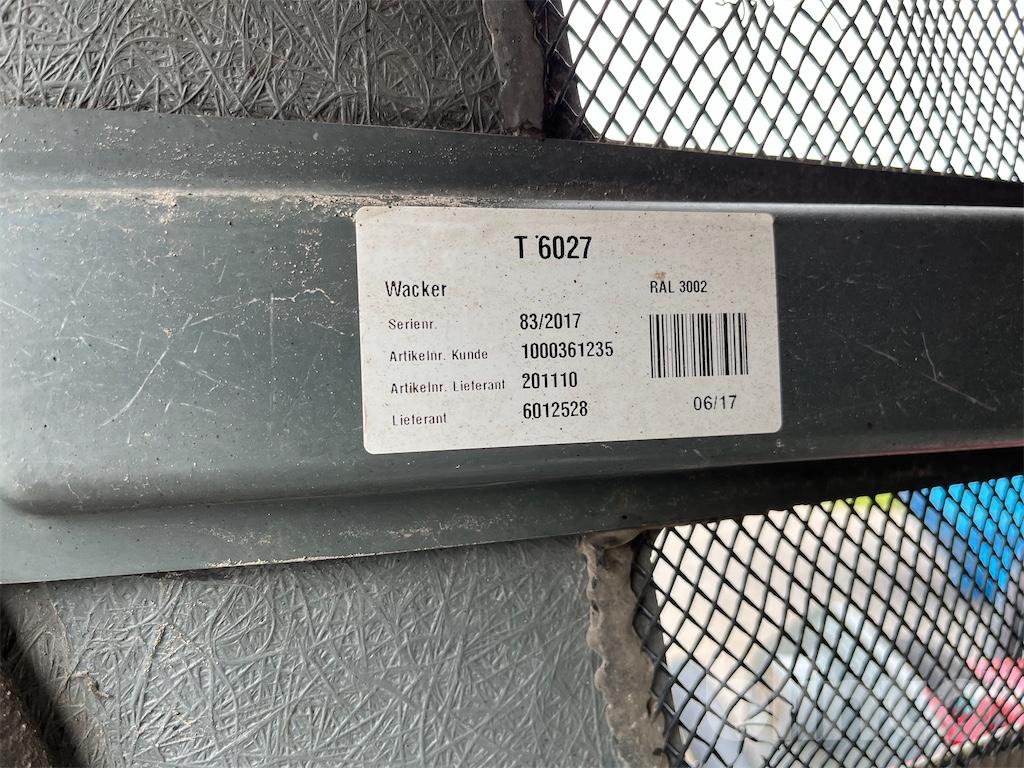 T 6027
Wacker RAL 3002
Serienr. 83/2017
Artikelnr. Kunde 1000361235
Artikelnr. Lieferant 201110
Lieferant 6012528
06/17